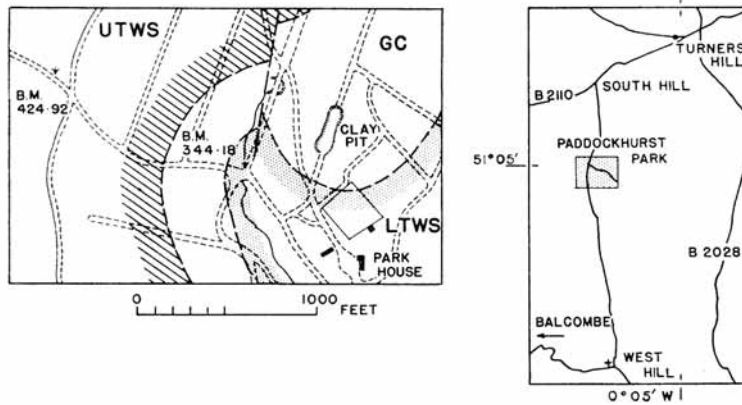 UTWS
GC
B.M.
424·92
B.M.
344·18
CLAY
PIT
LTWS
PARK
HOUSE
0 1000
FEET
TURNERS
HILL
B 2110
SOUTH HILL
PADDOCKHURST
PARK
51°05'
B 2028
BALCOMBE
WEST
HILL
0°05' W